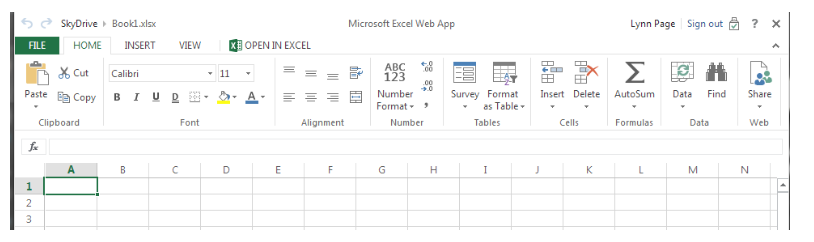 SkyDrive ▸ Book1.xlsx Microsoft Excel Web App Lynn Page Sign out ? ×
FILE HOME INSERT VIEW OPEN IN EXCEL
Cut Calibri 11 ABC 123
Paste Copy B I U D A Number Format Survey Format as Table Insert Delete AutoSum Data Find Share
Clipboard Font Alignment Number Tables Cells Formulas Data Web
fx
A B C D E F G H I J K L M N
1
2
3